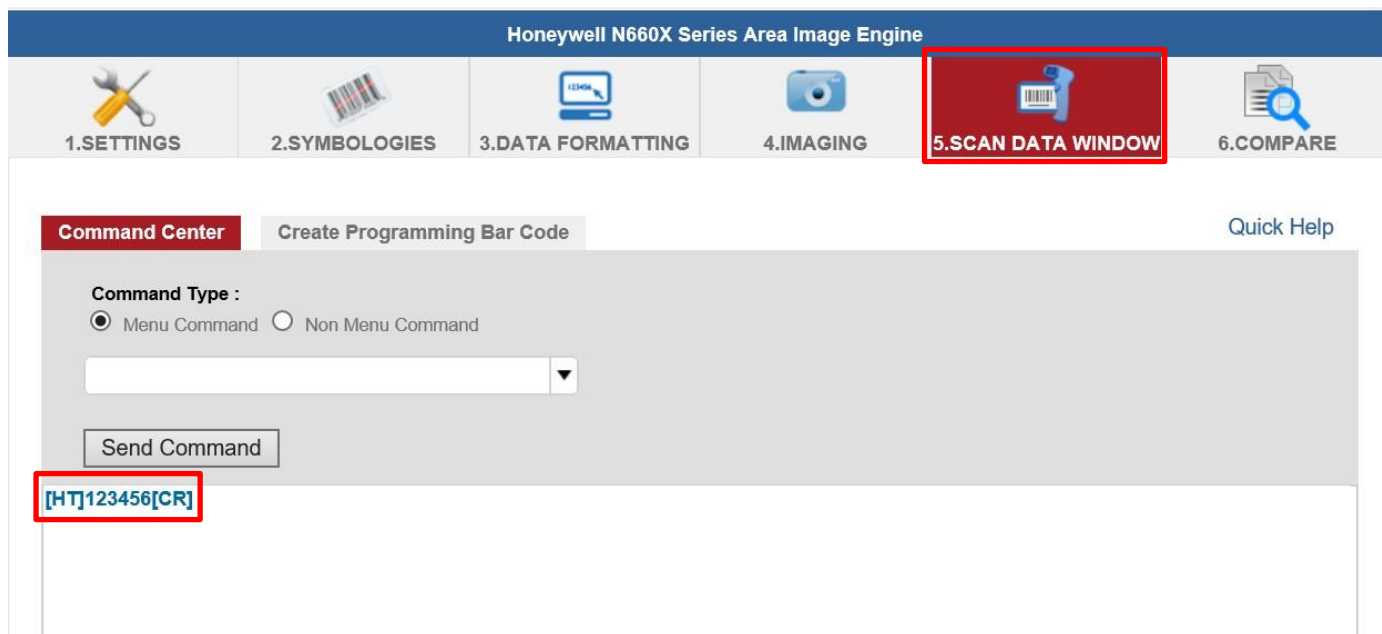 Honeywell N660X Series Area Image Engine
1.SETTINGS 2.SYMBOLOGIES 3.DATA FORMATTING 4.IMAGING 5.SCAN DATA WINDOW 6.COMPARE
Command Center Create Programming Bar Code Quick Help
Command Type :
Menu Command Non Menu Command
Send Command
[HT]123456[CR]